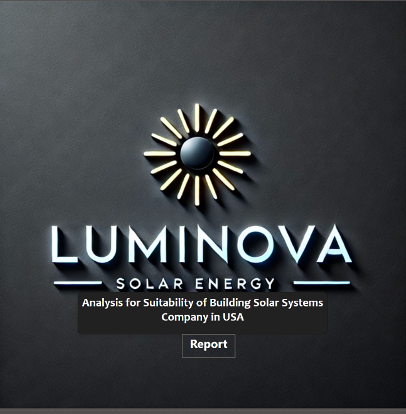 LUMINOVA
SOLAR ENERGY
Analysis for Suitability of Building Solar Systems
Company in USA
Report